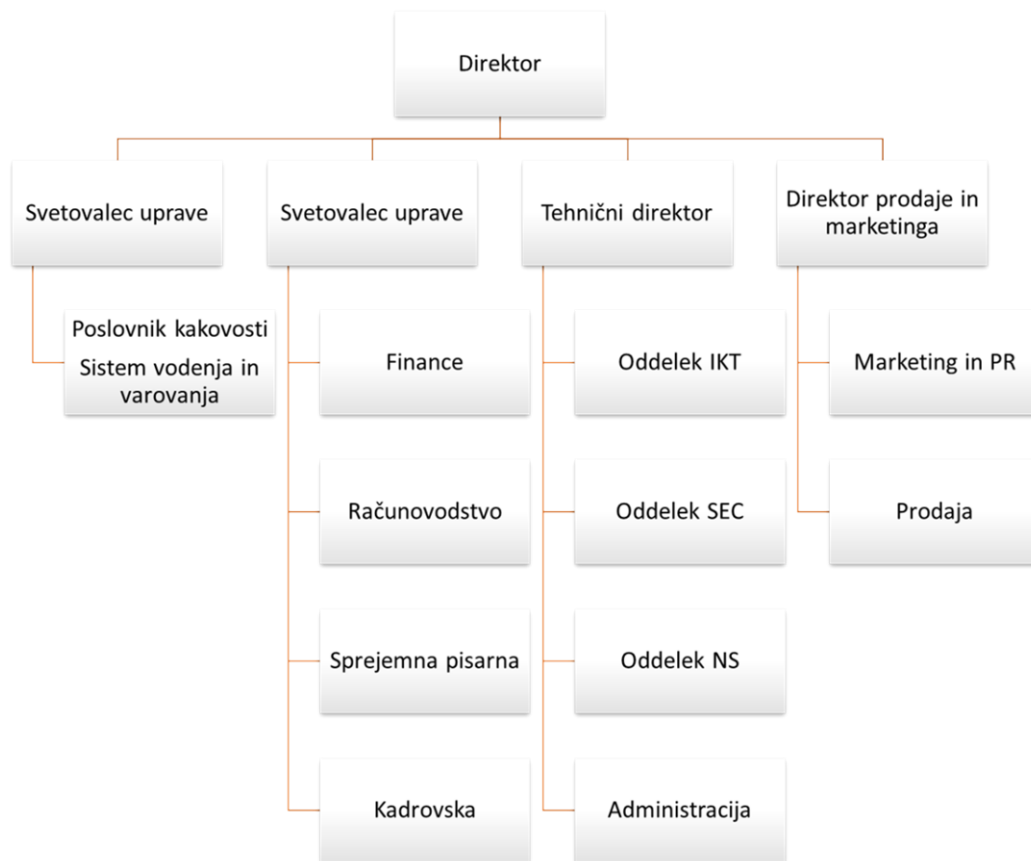 Direktor
Svetovalec uprave
Svetovalec uprave
Tehnični direktor
Direktor prodaje in
marketinga
Poslovnik kakovosti
Sistem vodenja in
varovanja
Finance
Oddelek IKT
Marketing in PR
Računovodstvo
Oddelek SEC
Prodaja
Sprejemna pisarna
Oddelek NS
Kadrovska
Administracija